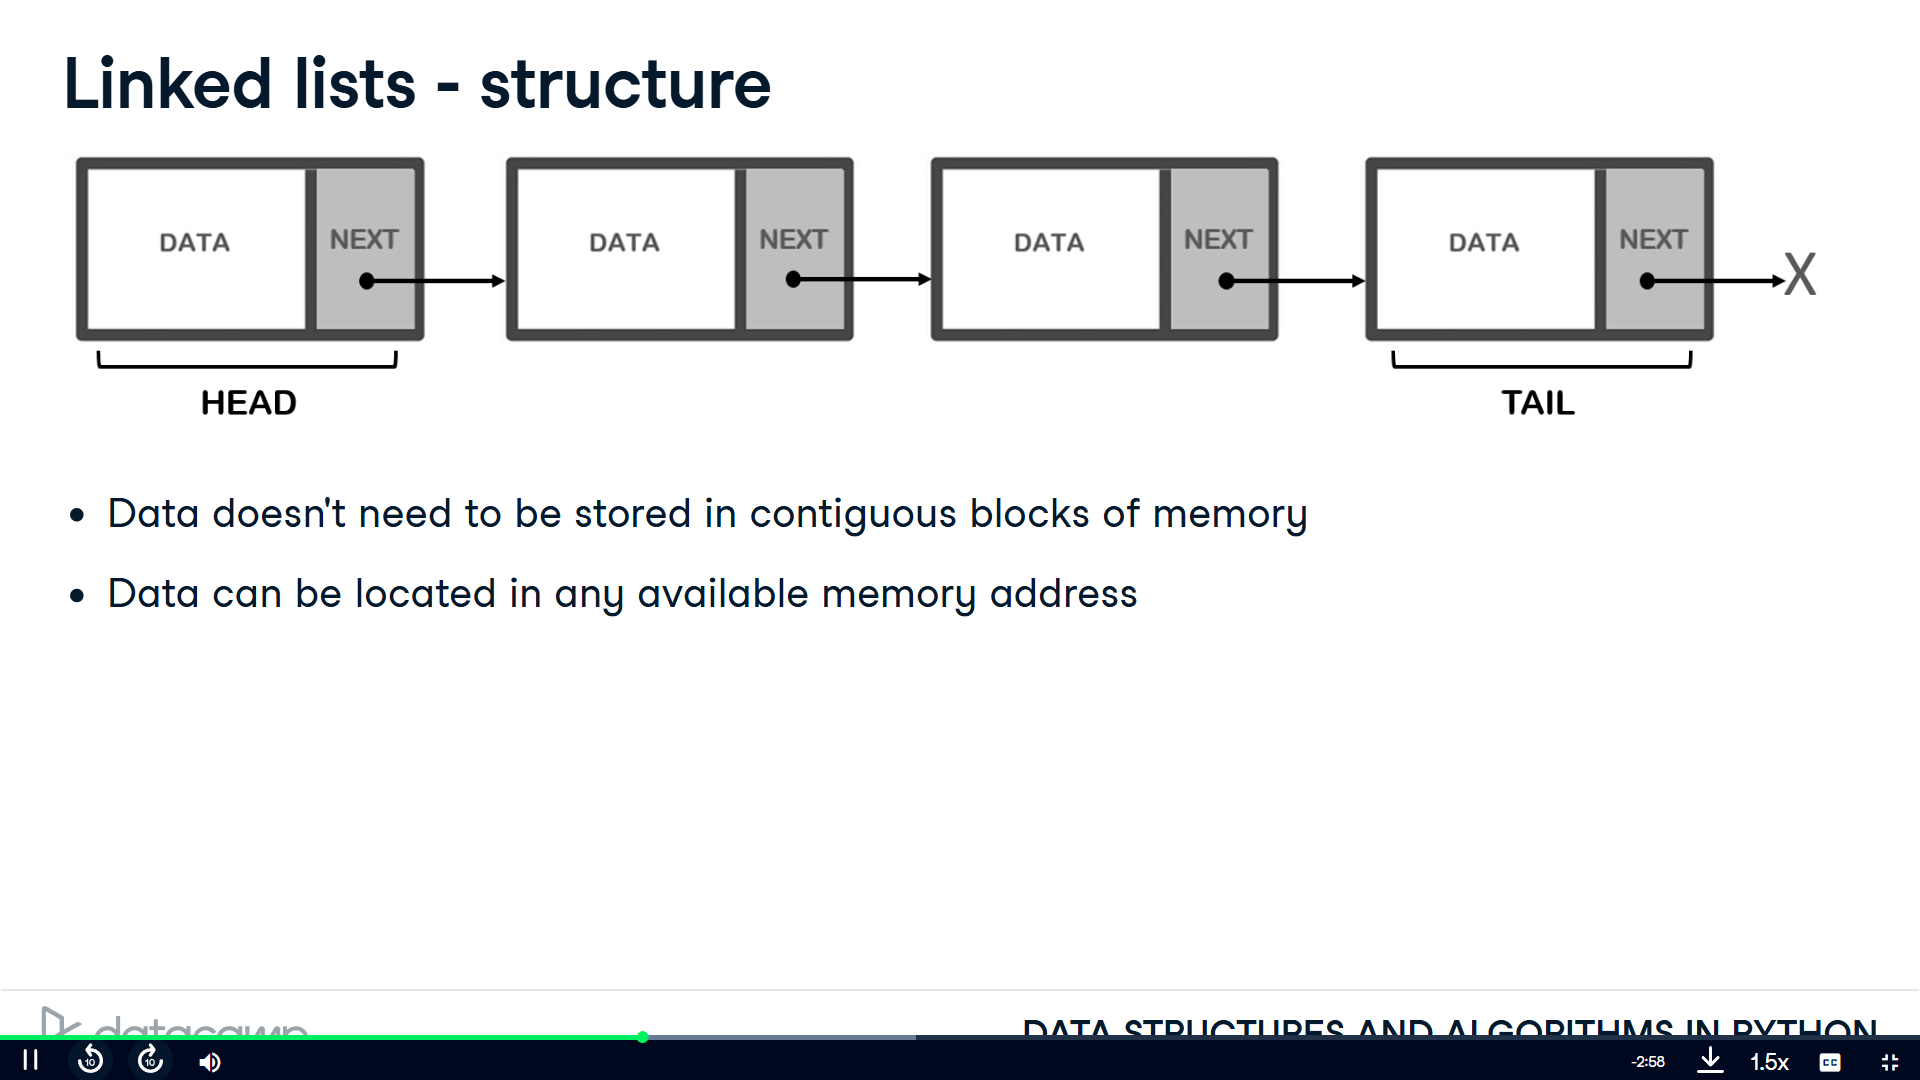 Linked lists - structure
DATA NEXT DATA NEXT DATA NEXT DATA NEXT X
HEAD TAIL
• Data doesn't need to be stored in contiguous blocks of memory
• Data can be located in any available memory address
datacamp DATA STRUCTURES AND ALGORITHMS IN PYTHON
10 10 -2:58 1.5x CC